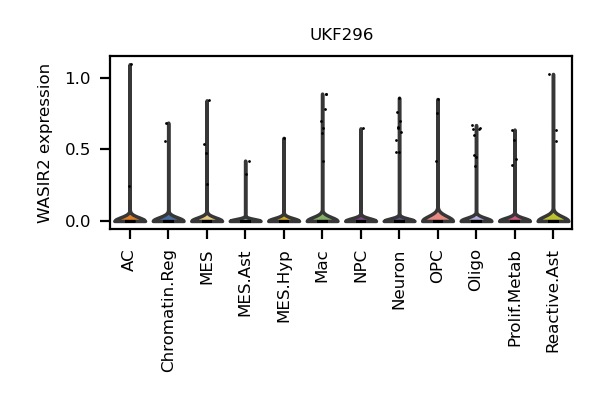 UKF296
WASIR2 expression
1.0
0.5
0.0
AC
Chromatin.Reg
MES
MES.Ast
MES.Hyp
Mac
NPC
Neuron
OPC
Oligo
Prolif.Metab
Reactive.Ast